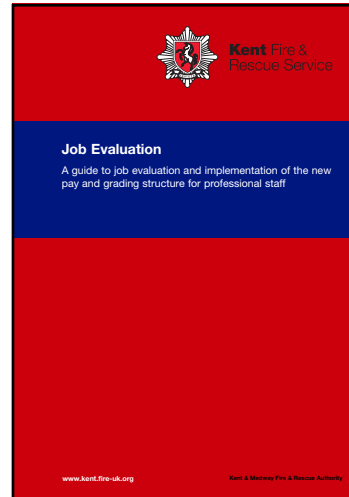 Kent Fire &
Rescue Service
Job Evaluation
A guide to job evaluation and implementation of the new
pay and grading structure for professional staff
www.kent.fire-uk.org
Kent & Medway Fire & Rescue Authority